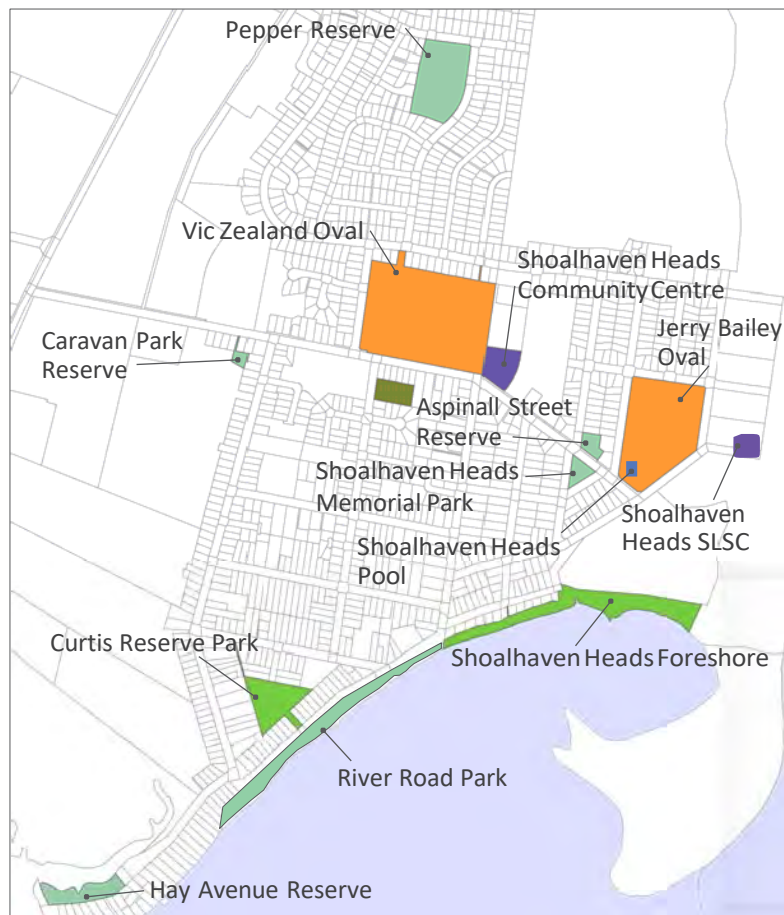 Pepper Reserve
Vic Zealand Oval
Shoalhaven Heads
Community Centre
Caravan Park
Reserve
Jerry Bailey
Oval
Aspinall Street
Reserve
Shoalhaven Heads
Memorial Park
Shoalhaven Heads
Pool
Shoalhaven
Heads SLSC
Curtis Reserve Park
Shoalhaven Heads Foreshore
River Road Park
Hay Avenue Reserve